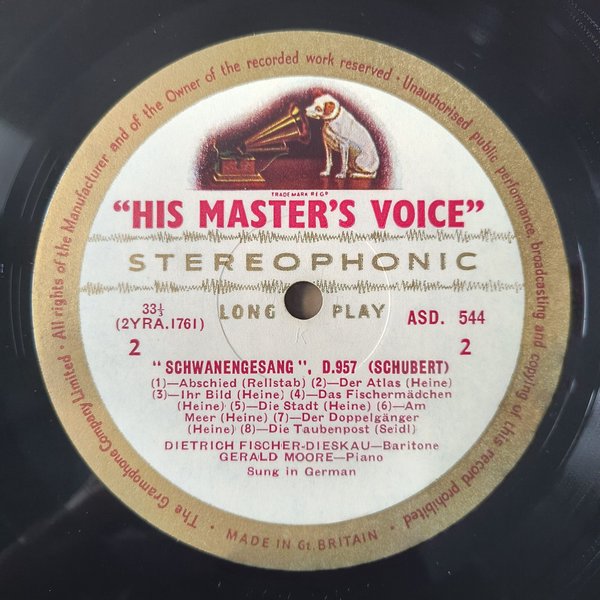 TRADE MARK REGD
"HIS MASTER'S VOICE"
STEREOPHONIC
33⅓ LONG PLAY ASD. 544
(2YRA.1761)
2 2
"SCHWANENGESANG", D.957 (SCHUBERT)
(1)—Abschied (Rellstab) (2)—Der Atlas (Heine)
(3)—Ihr Bild (Heine) (4)—Das Fischermädchen
(Heine) (5)—Die Stadt (Heine) (6)—Am
Meer (Heine) (7)—Der Doppelgänger
(Heine) (8)—Die Taubenpost (Seidl)
DIETRICH FISCHER-DIESKAU—Baritone
GERALD MOORE—Piano
Sung in German
K
The Gramophone Company Limited • All rights of the Manufacturer and of the Owner of the recorded work reserved • Unauthorised public performance, broadcasting and copying of this record prohibited •
MADE IN Gt. BRITAIN